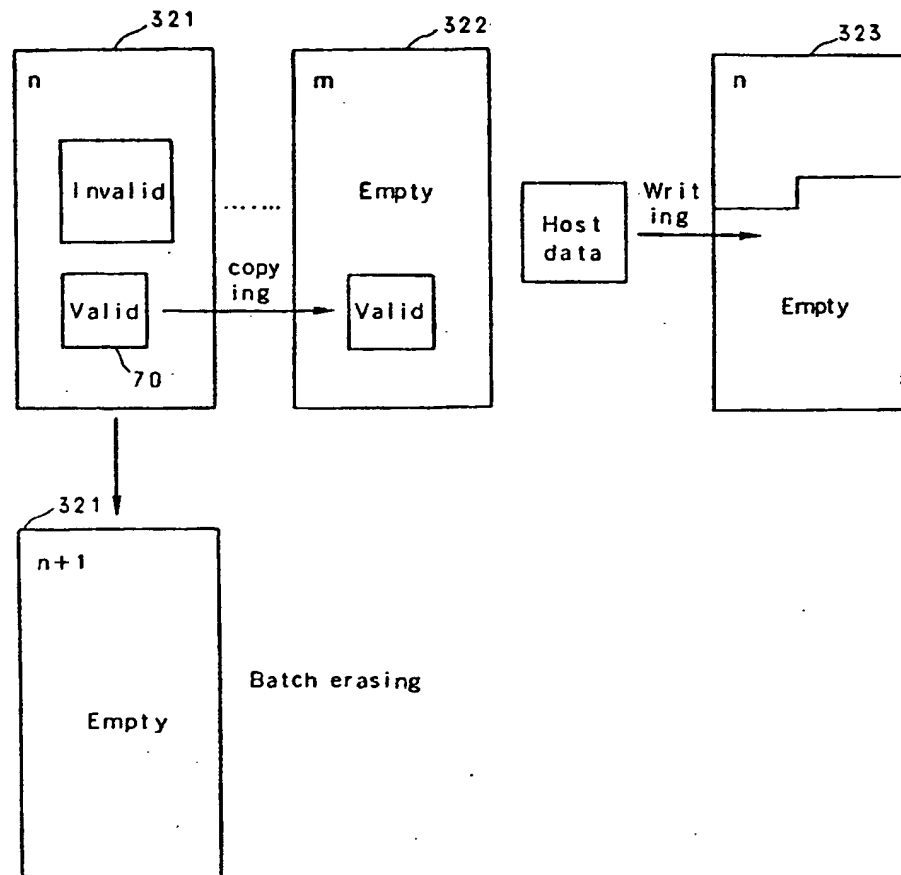 321
322
323
n
m
n
Invalid
.......
Empty
Host
data
Writ
ing
copy
ing
Valid
Valid
Empty
70
321
n+1
Batch erasing
Empty